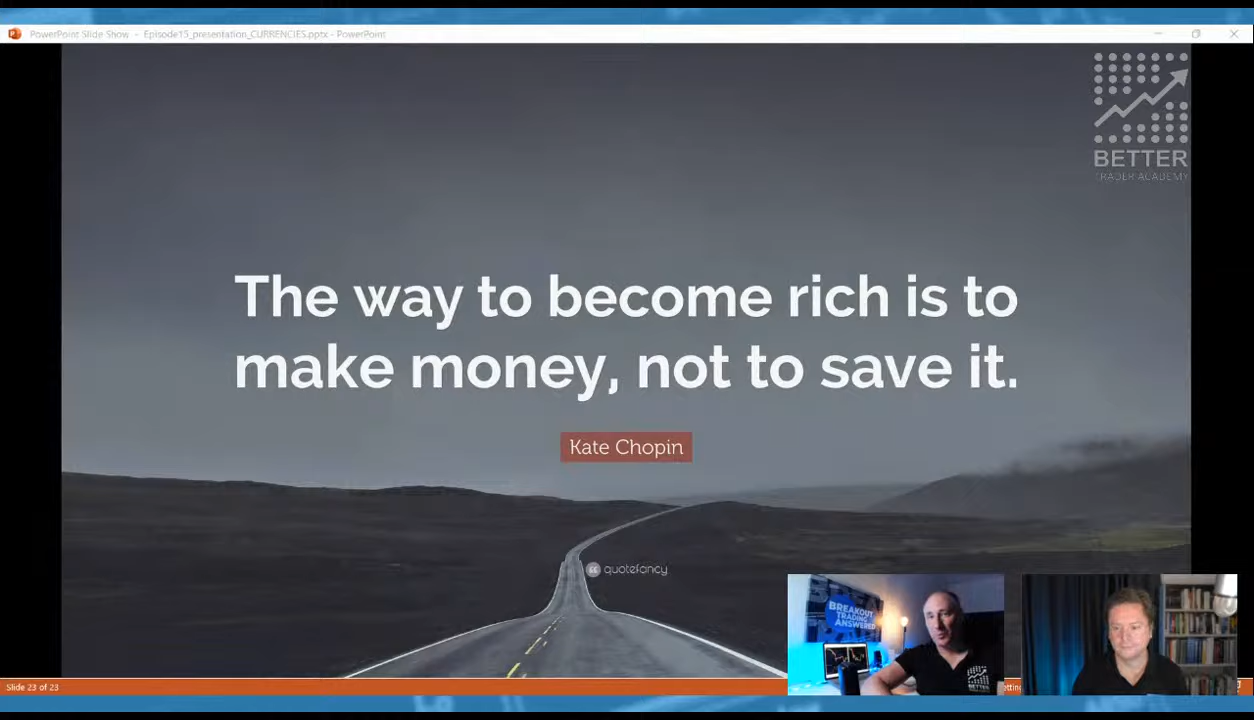 PowerPoint Slide Show - Episode15_presentation_CURRENCIES.pptx - PowerPoint
BETTER
TRADER ACADEMY
The way to become rich is to
make money, not to save it.
Kate Chopin
quotefancy
BREAKOUT
TRADING
ANSWERED
BETTER
Slide 23 of 23